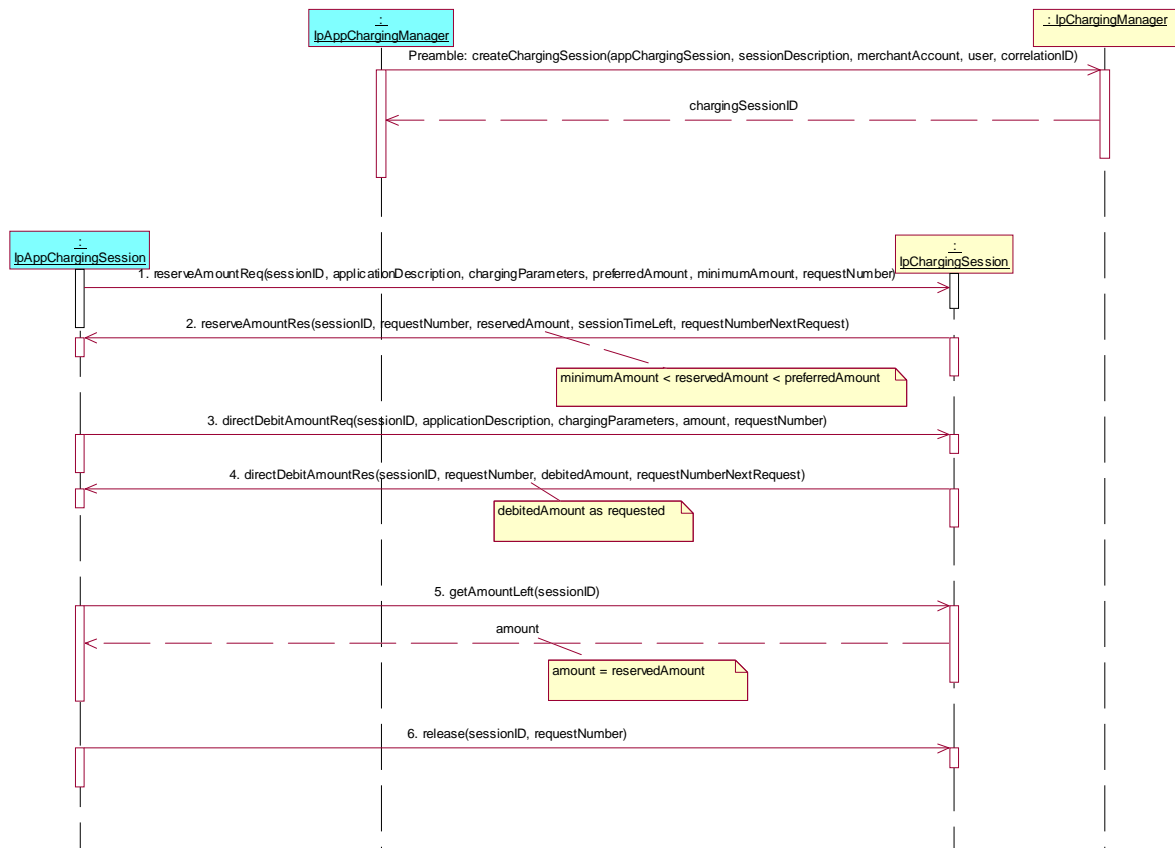 :
IpAppChargingManager
: IpChargingManager
Preamble: createChargingSession(appChargingSession, sessionDescription, merchantAccount, user, correlationID)
chargingSessionID
:
IpAppChargingSession
:
IpChargingSession
1. reserveAmountReq(sessionID, applicationDescription, chargingParameters, preferredAmount, minimumAmount, requestNumber)
2. reserveAmountRes(sessionID, requestNumber, reservedAmount, sessionTimeLeft, requestNumberNextRequest)
minimumAmount < reservedAmount < preferredAmount
3. directDebitAmountReq(sessionID, applicationDescription, chargingParameters, amount, requestNumber)
4. directDebitAmountRes(sessionID, requestNumber, debitedAmount, requestNumberNextRequest)
debitedAmount as requested
5. getAmountLeft(sessionID)
amount
amount = reservedAmount
6. release(sessionID, requestNumber)